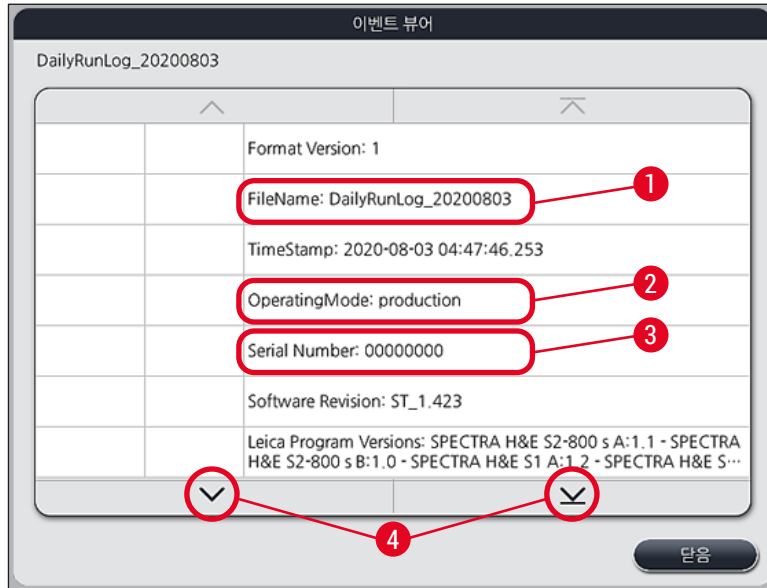 이벤트 뷰어
DailyRunLog_20200803
Format Version: 1
FileName: DailyRunLog_20200803
1
TimeStamp: 2020-08-03 04:47:46.253
OperatingMode: production
2
Serial Number: 00000000
3
Software Revision: ST_1.423
Leica Program Versions: SPECTRA H&E S2-800 s A:1.1 - SPECTRA
H&E S2-800 s B:1.0 - SPECTRA H&E S1 A:1.2 - SPECTRA H&E S···
4
닫음